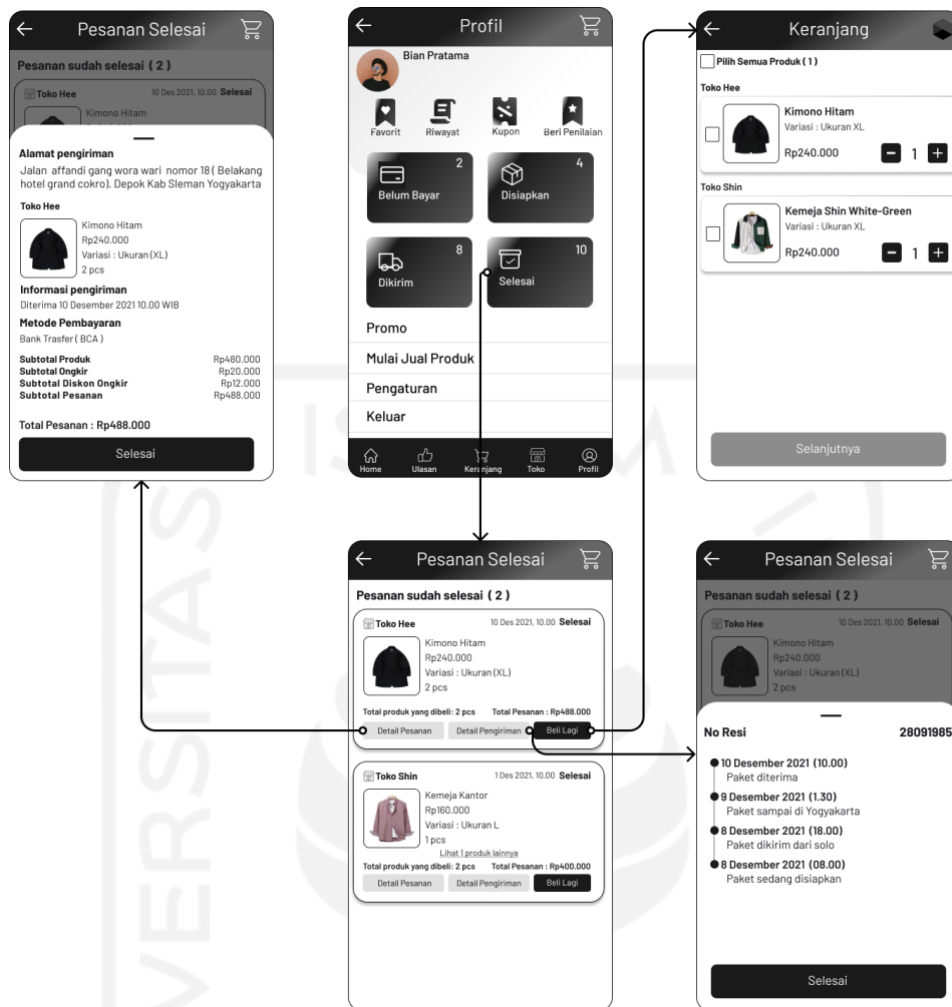 Pesanan Selesai
Pesanan sudah selesai ( 2 )
Toko Hee 10 Des 2021, 10.00 Selesai
Kimono Hitam
Alamat pengiriman
Jalan affandi gang wora wari nomor 18 ( Belakang
hotel grand cokro). Depok Kab Sleman Yogyakarta
Toko Hee
Kimono Hitam
Rp240.000
Variasi : Ukuran (XL)
2 pcs
Informasi pengiriman
Diterima 10 Desember 2021 10.00 WIB
Metode Pembayaran
Bank Trasfer ( BCA )
Subtotal Produk Rp480.000
Subtotal Ongkir Rp20.000
Subtotal Diskon Ongkir Rp12.000
Subtotal Pesanan Rp488.000
Total Pesanan : Rp488.000
Selesai
Profil
Bian Pratama
Favorit Riwayat Kupon Beri Penilaian
2 4
Belum Bayar Disiapkan
8 10
Dikirim Selesai
Promo
Mulai Jual Produk
Pengaturan
Keluar
Home Ulasan Keranjang Toko Profil
Keranjang
Pilih Semua Produk ( 1 )
Toko Hee
Kimono Hitam
Variasi : Ukuran XL
Rp240.000 - 1 +
Toko Shin
Kemeja Shin White-Green
Variasi : Ukuran XL
Rp240.000 - 1 +
Selanjutnya
Pesanan Selesai
Pesanan sudah selesai ( 2 )
Toko Hee 10 Des 2021, 10.00 Selesai
Kimono Hitam
Rp240.000
Variasi : Ukuran (XL)
2 pcs
Total produk yang dibeli: 2 pcs Total Pesanan : Rp488.000
Detail Pesanan Detail Pengiriman Beli Lagi
Toko Shin 1 Des 2021, 10.00 Selesai
Kemeja Kantor
Rp160.000
Variasi : Ukuran L
1 pcs
Lihat 1 produk lainnya
Total produk yang dibeli: 2 pcs Total Pesanan : Rp400.000
Detail Pesanan Detail Pengiriman Beli Lagi
Pesanan Selesai
Pesanan sudah selesai ( 2 )
Toko Hee 10 Des 2021, 10.00 Selesai
Kimono Hitam
Rp240.000
Variasi : Ukuran (XL)
2 pcs
No Resi 28091985
10 Desember 2021 (10.00)
Paket diterima
9 Desember 2021 (1.30)
Paket sampai di Yogyakarta
8 Desember 2021 (18.00)
Paket dikirim dari solo
8 Desember 2021 (08.00)
Paket sedang disiapkan
Selesai